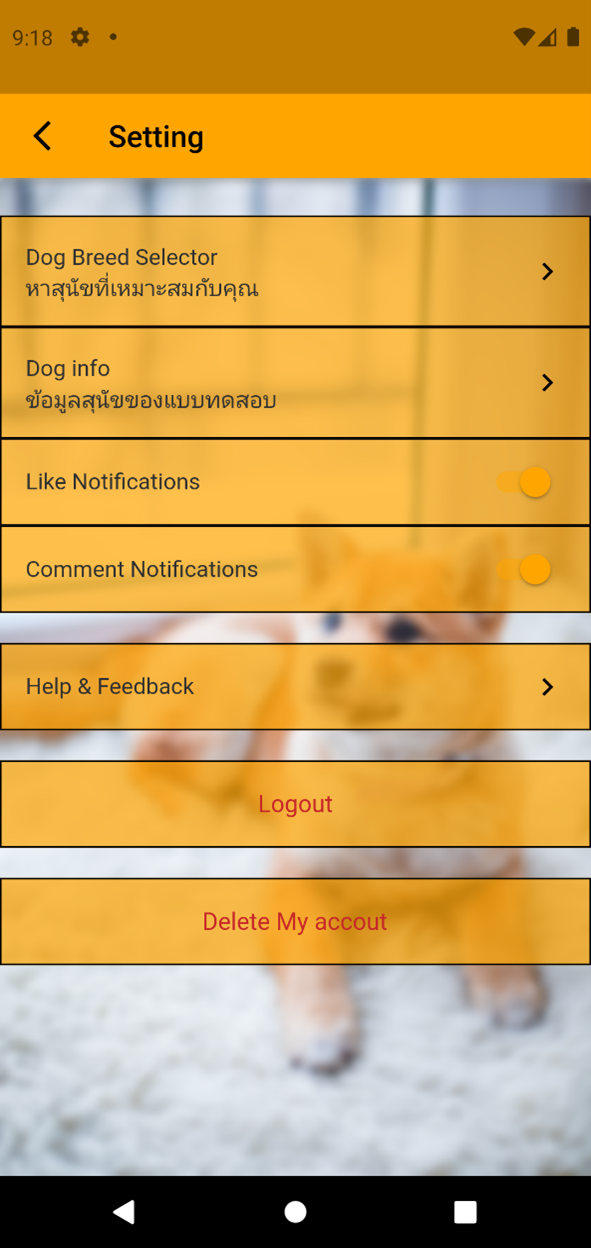 9:18
Setting
Dog Breed Selector
หาสุนัขที่เหมาะสมกับคุณ
Dog info
ข้อมูลสุนัขของแบบทดสอบ
Like Notifications
Comment Notifications
Help & Feedback
Logout
Delete My accout